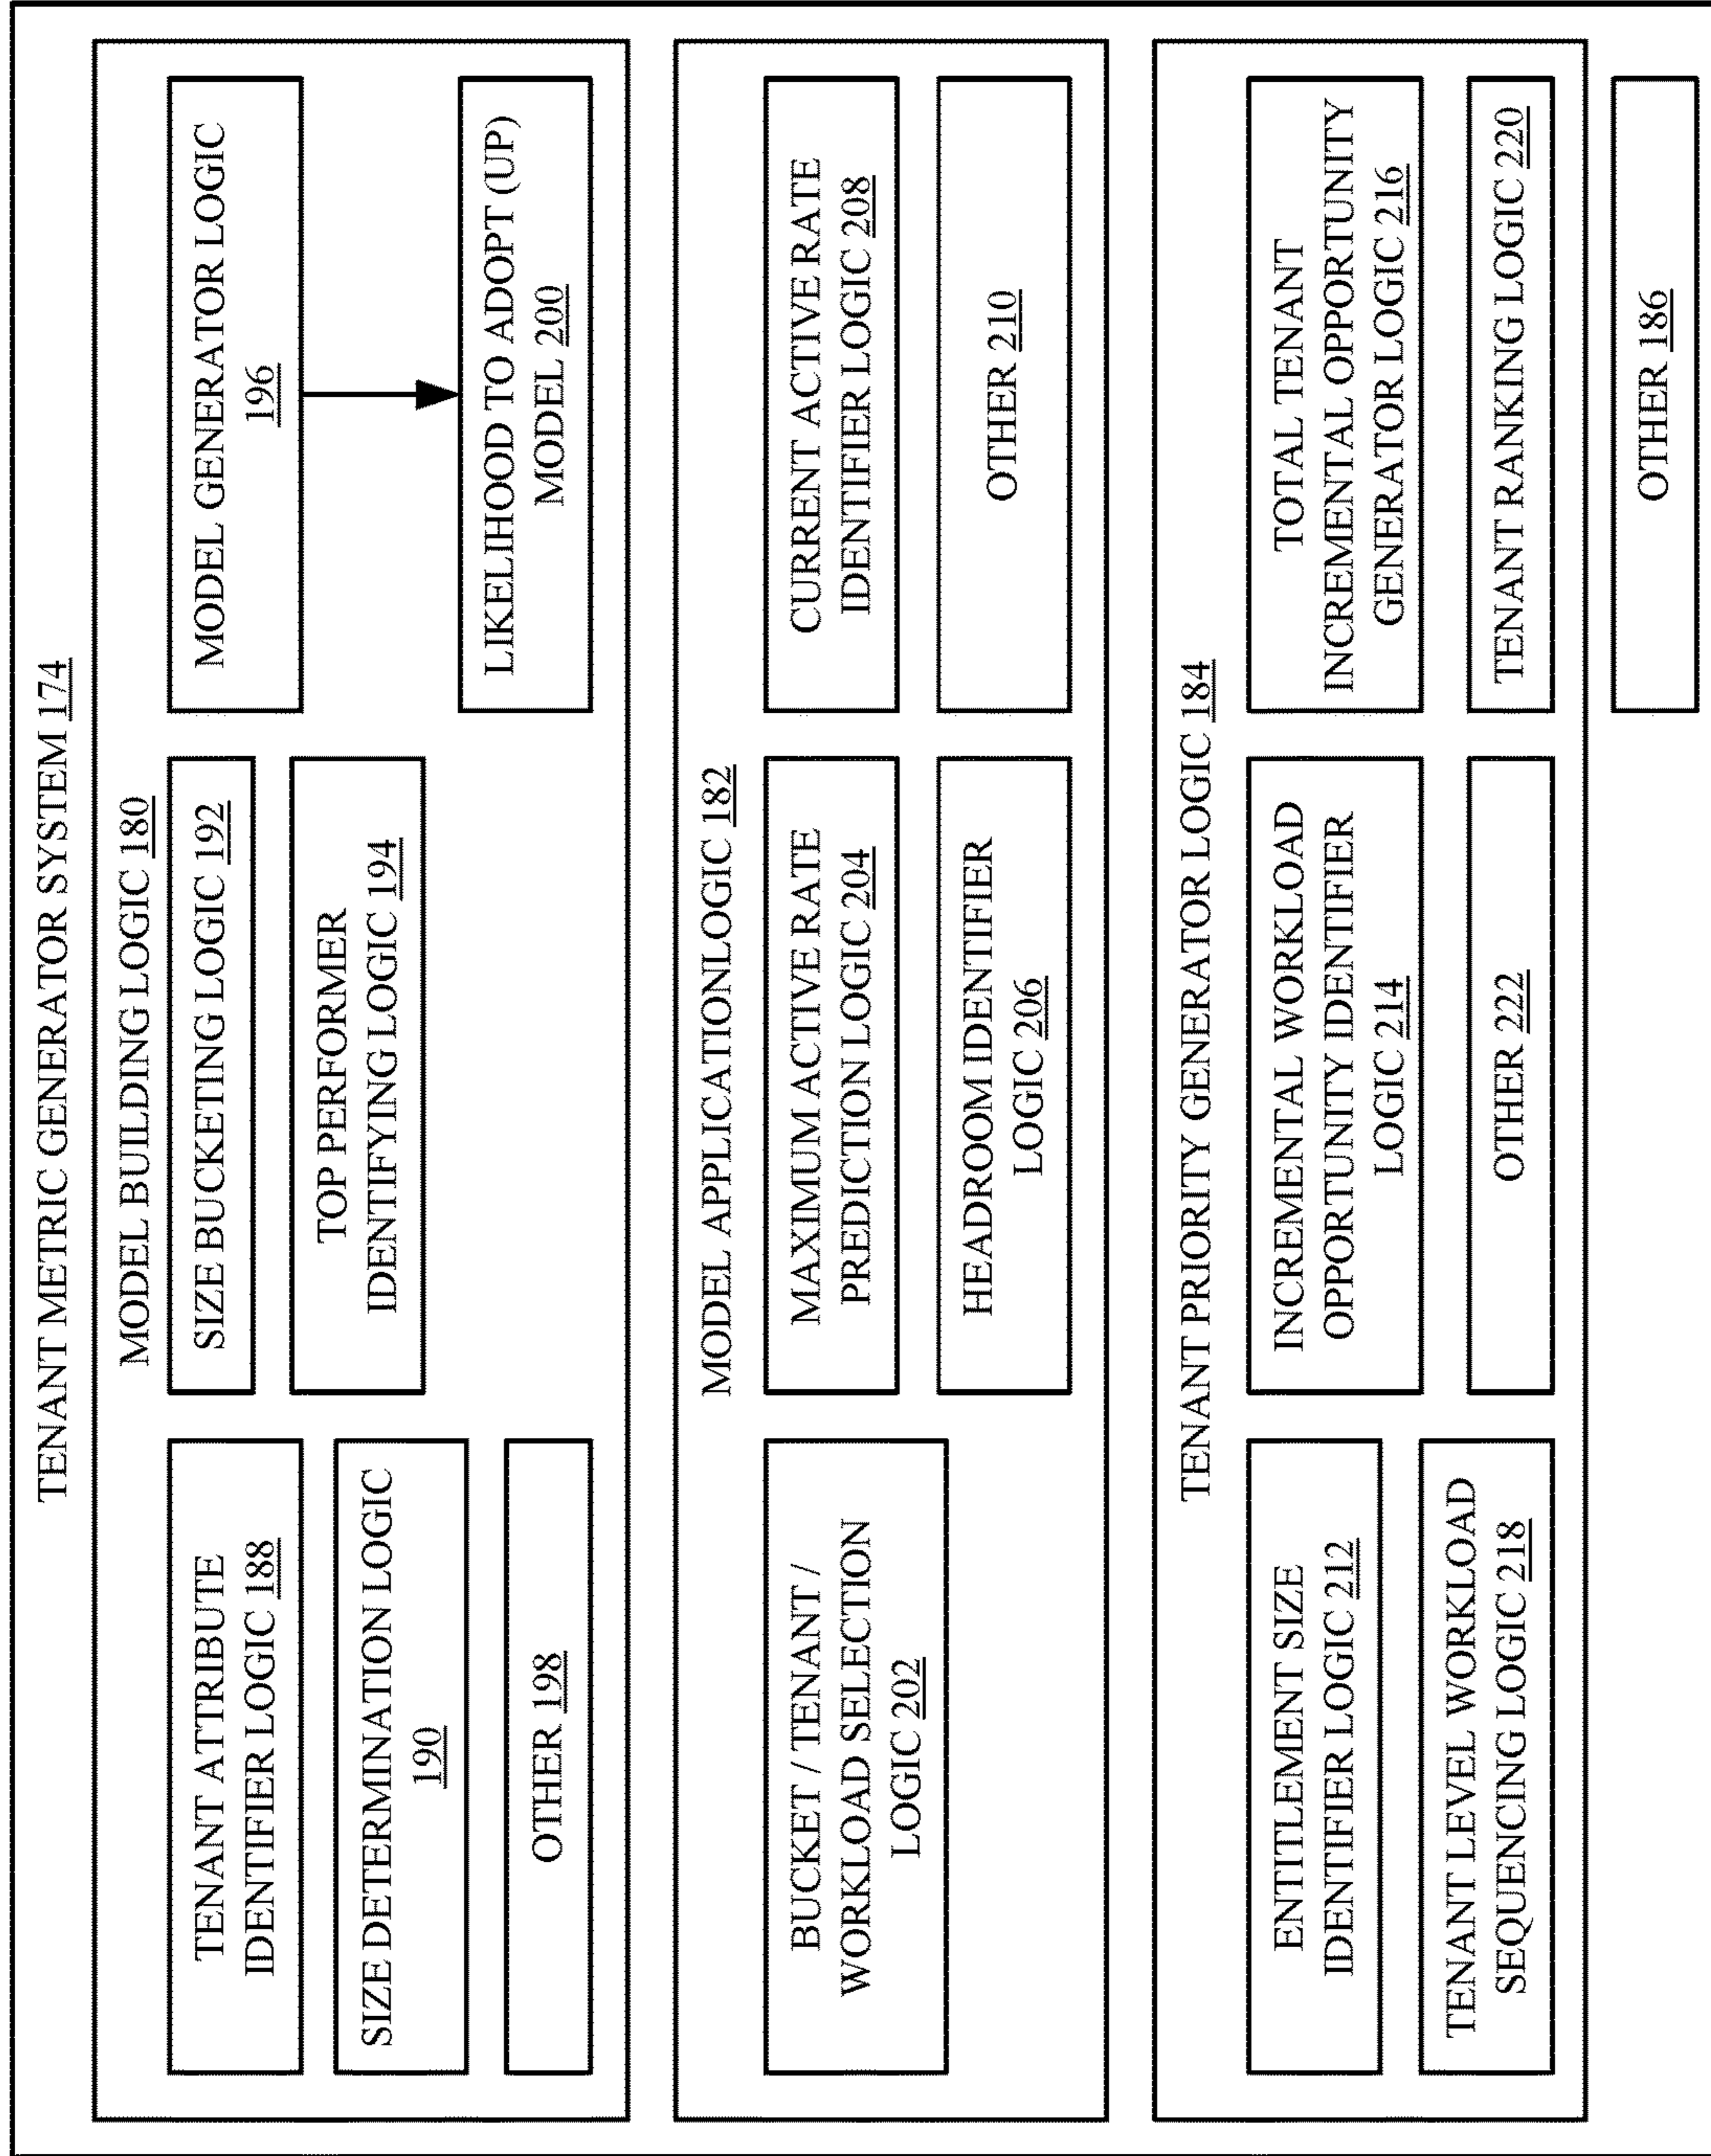 TENANT METRIC GENERATOR SYSTEM 174
MODEL BUILDING LOGIC 180
TENANT ATTRIBUTE
IDENTIFIER LOGIC 188
SIZE DETERMINATION LOGIC
190
OTHER 198
SIZE BUCKETING LOGIC 192
TOP PERFORMER
IDENTIFYING LOGIC 194
MODEL GENERATOR LOGIC
196
LIKELIHOOD TO ADOPT (UP)
MODEL 200
MODEL APPLICATIONLOGIC 182
BUCKET / TENANT /
WORKLOAD SELECTION
LOGIC 202
MAXIMUM ACTIVE RATE
PREDICTION LOGIC 204
HEADROOM IDENTIFIER
LOGIC 206
CURRENT ACTIVE RATE
IDENTIFIER LOGIC 208
OTHER 210
TENANT PRIORITY GENERATOR LOGIC 184
ENTITLEMENT SIZE
IDENTIFIER LOGIC 212
TENANT LEVEL WORKLOAD
SEQUENCING LOGIC 218
INCREMENTAL WORKLOAD
OPPORTUNITY IDENTIFIER
LOGIC 214
OTHER 222
TOTAL TENANT
INCREMENTAL OPPORTUNITY
GENERATOR LOGIC 216
TENANT RANKING LOGIC 220
OTHER 186